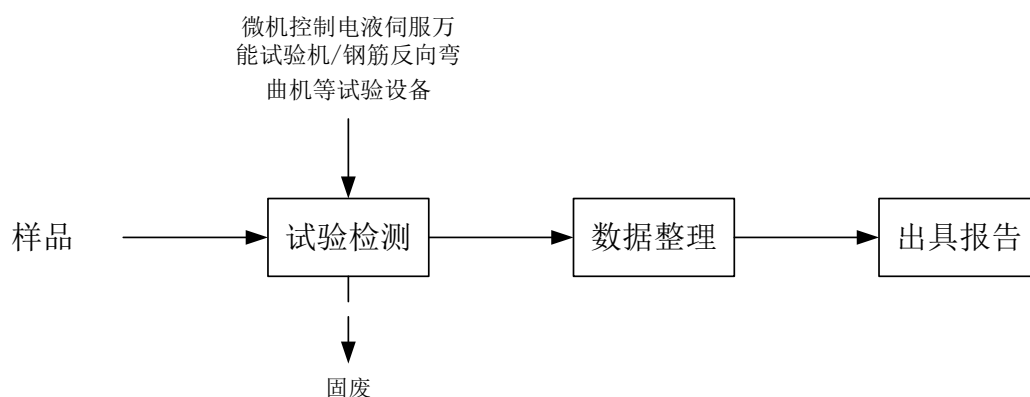 微机控制电液伺服万
能试验机/钢筋反向弯
曲机等试验设备
样品
试验检测
数据整理
出具报告
固废